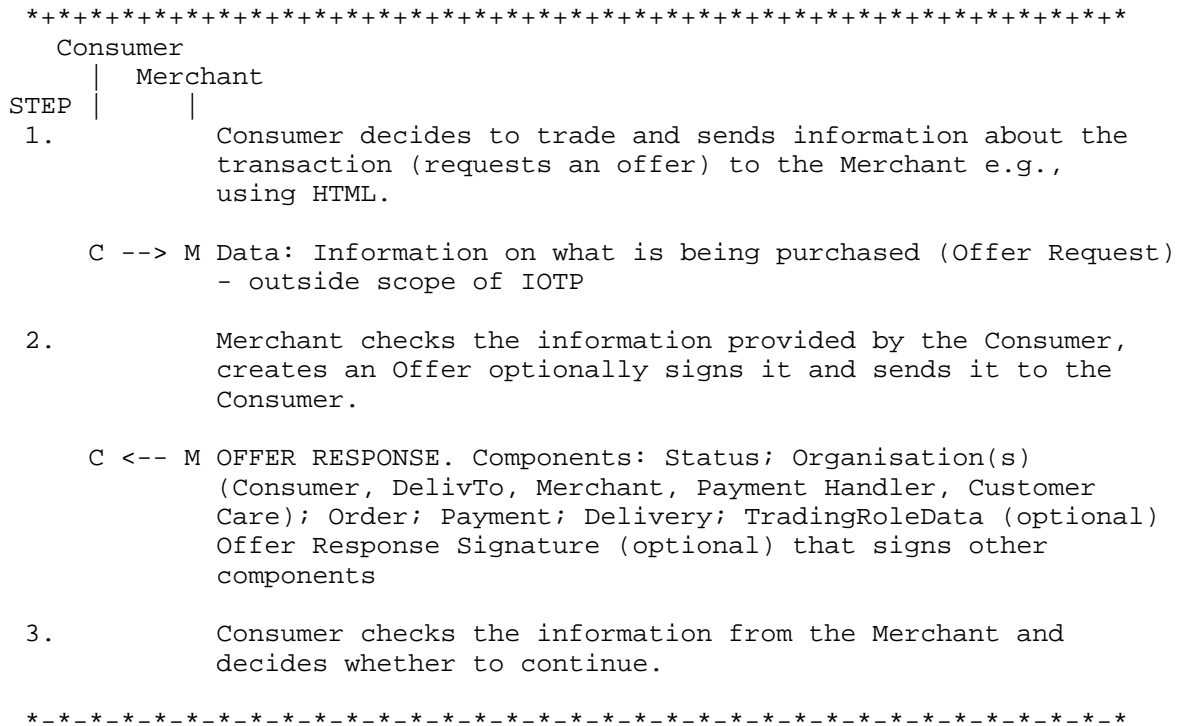 *+*+*+*+*+*+*+*+*+*+*+*+*+*+*+*+*+*+*+*+*+*+*+*+*+*+*+*+*+*+*+*+*+*+*
Consumer
| Merchant
STEP | |
1. Consumer decides to trade and sends information about the
transaction (requests an offer) to the Merchant e.g.,
using HTML.
C --> M Data: Information on what is being purchased (Offer Request)
- outside scope of IOTP
2. Merchant checks the information provided by the Consumer,
creates an Offer optionally signs it and sends it to the
Consumer.
C <-- M OFFER RESPONSE. Components: Status; Organisation(s)
(Consumer, DelivTo, Merchant, Payment Handler, Customer
Care); Order; Payment; Delivery; TradingRoleData (optional)
Offer Response Signature (optional) that signs other
components
3. Consumer checks the information from the Merchant and
decides whether to continue.
*-*-*-*-*-*-*-*-*-*-*-*-*-*-*-*-*-*-*-*-*-*-*-*-*-*-*-*-*-*-*-*-*-*-*